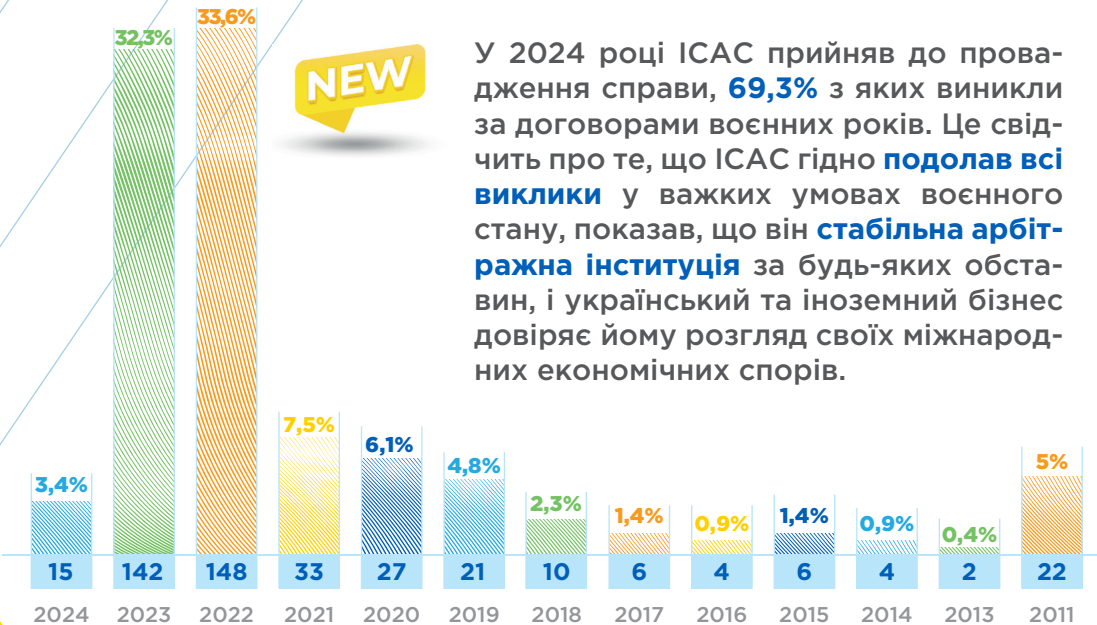 33,6%
32,3%
NEW
У 2024 році ІСАС прийняв до прова-
дження справи, 69,3% з яких виникли
за договорами воєнних років. Це свід-
чить про те, що ІСАС гідно подолав всі
виклики у важких умовах воєнного
стану, показав, що він стабільна арбіт-
ражна інституція за будь-яких обста-
вин, і український та іноземний бізнес
довіряє йому розгляд своїх міжнарод-
них економічних спорів.
3,4%
7,5%
6,1%
4,8%
2,3%
1,4%
0,9%
1,4%
0,9%
0,4%
5%
15 142 148 33 27 21 10 6 4 6 4 2 22
2024 2023 2022 2021 2020 2019 2018 2017 2016 2015 2014 2013 2011